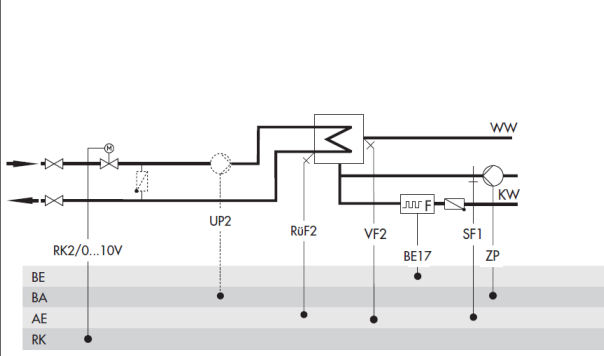 M
WW
KW
F
UP2
RüF2
VF2
SF1
BE17
ZP
RK2/0...10V
BE
BA
AE
RK